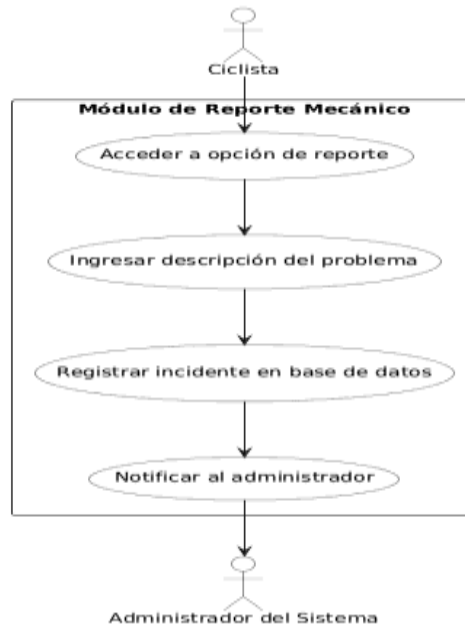 Ciclista
Módulo de Reporte Mecánico
Acceder a opción de reporte
Ingresar descripción del problema
Registrar incidente en base de datos
Notificar al administrador
Administrador del Sistema